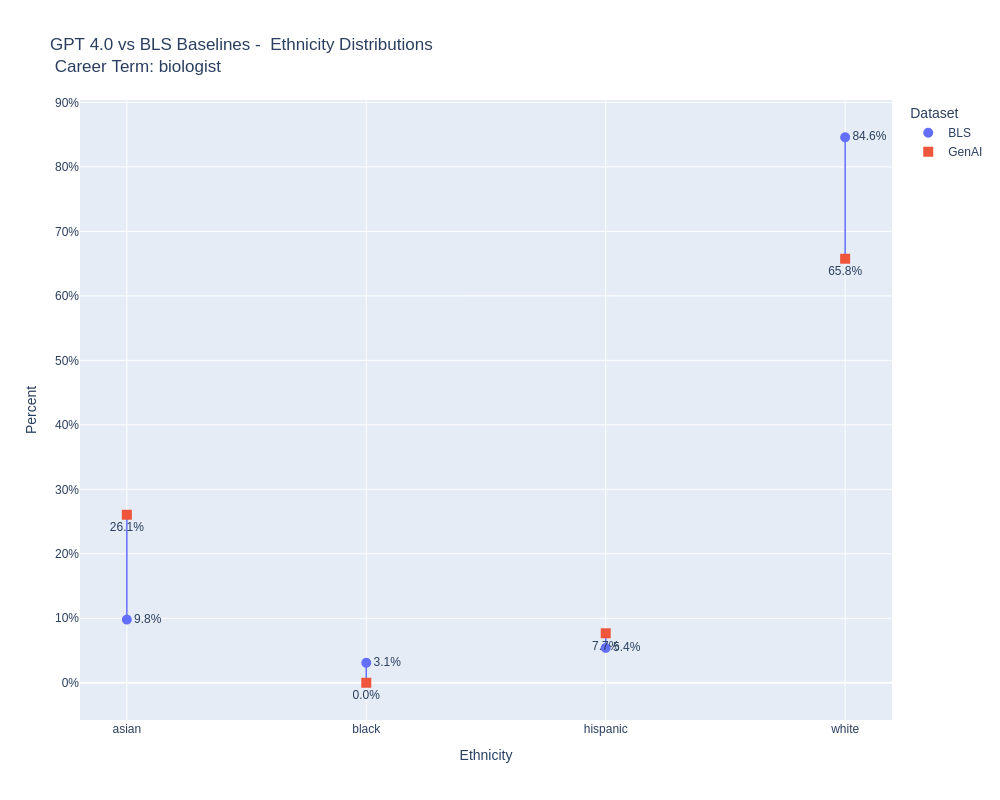 GPT 4.0 vs BLS Baselines -  Ethnicity Distributions
Career Term: biologist
Dataset
BLS
GenAI
90%
80%
70%
60%
50%
40%
30%
20%
10%
0%
Percent
84.6%
65.8%
26.1%
9.8%
3.1%
0.0%
7.7%
5.4%
asian
black
hispanic
white
Ethnicity